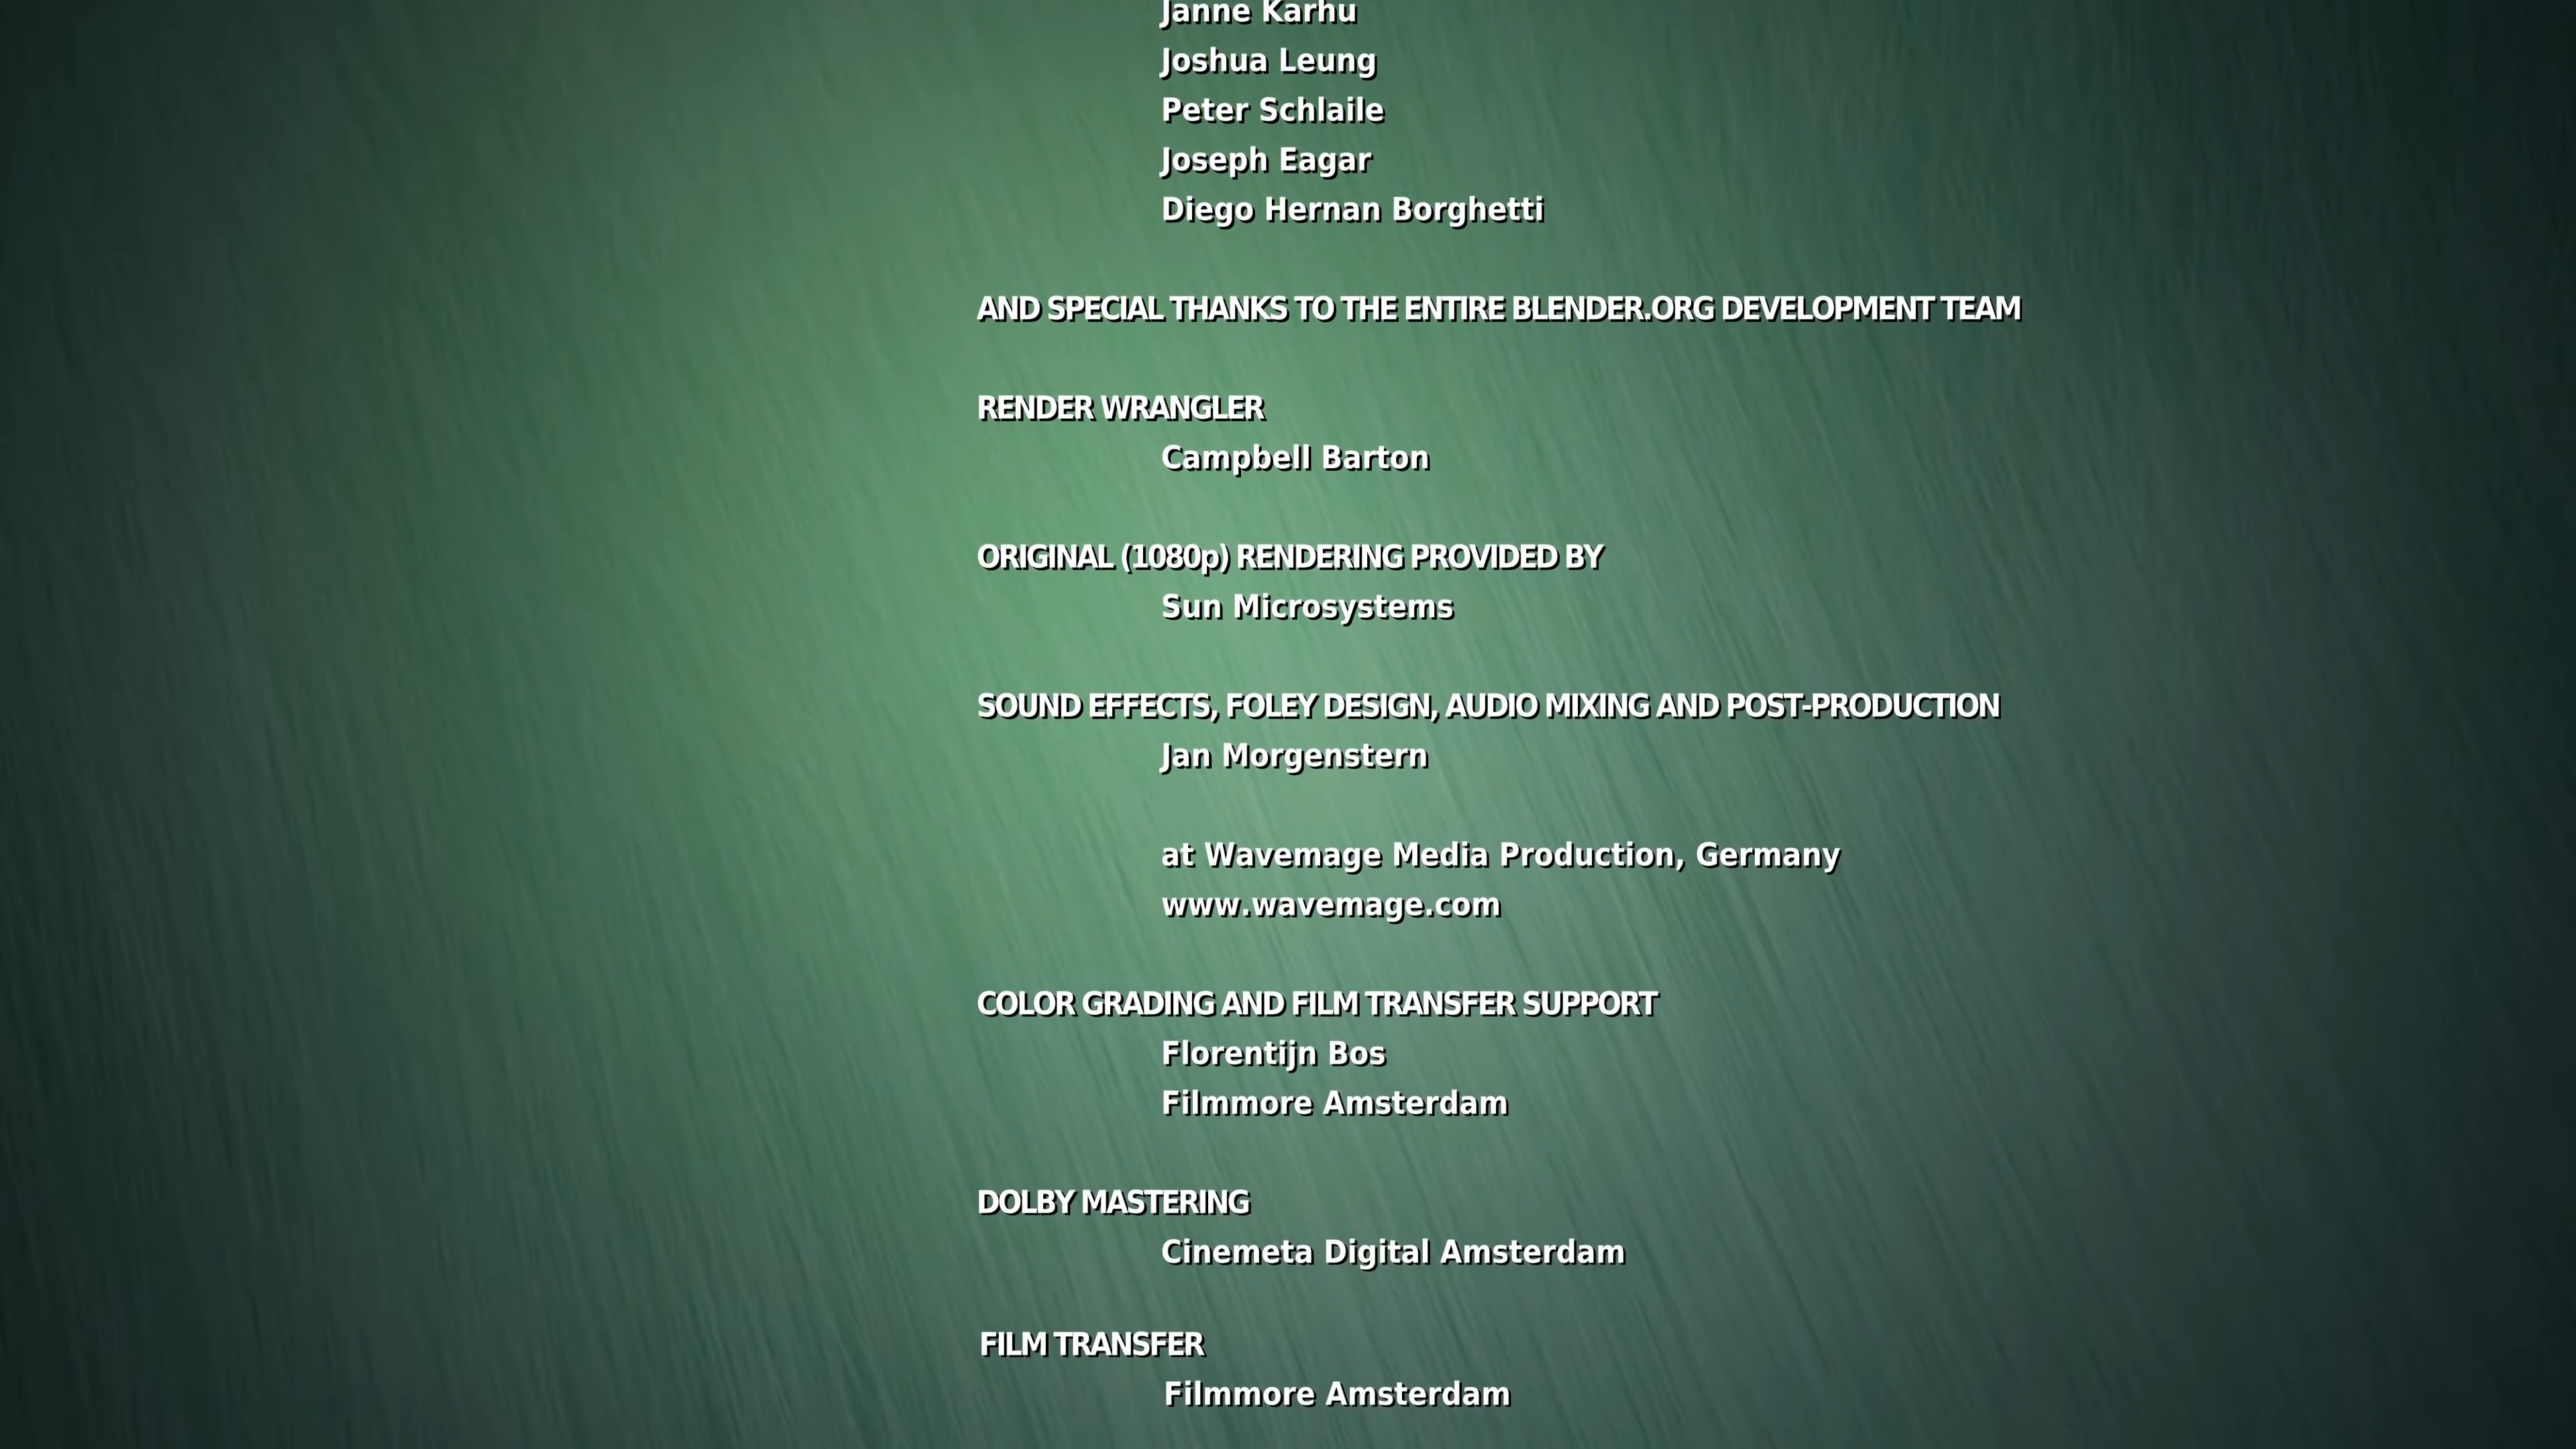 Janne Karhu
Joshua Leung
Peter Schlaile
Joseph Eagar
Diego Hernan Borghetti
AND SPECIAL THANKS TO THE ENTIRE BLENDER.ORG DEVELOPMENT TEAM
RENDER WRANGLER
Campbell Barton
ORIGINAL (1080p) RENDERING PROVIDED BY
Sun Microsystems
SOUND EFFECTS, FOLEY DESIGN, AUDIO MIXING AND POST-PRODUCTION
Jan Morgenstern
at Wavemage Media Production, Germany
www.wavemage.com
COLOR GRADING AND FILM TRANSFER SUPPORT
Florentijn Bos
Filmmore Amsterdam
DOLBY MASTERING
Cinemeta Digital Amsterdam
FILM TRANSFER
Filmmore Amsterdam